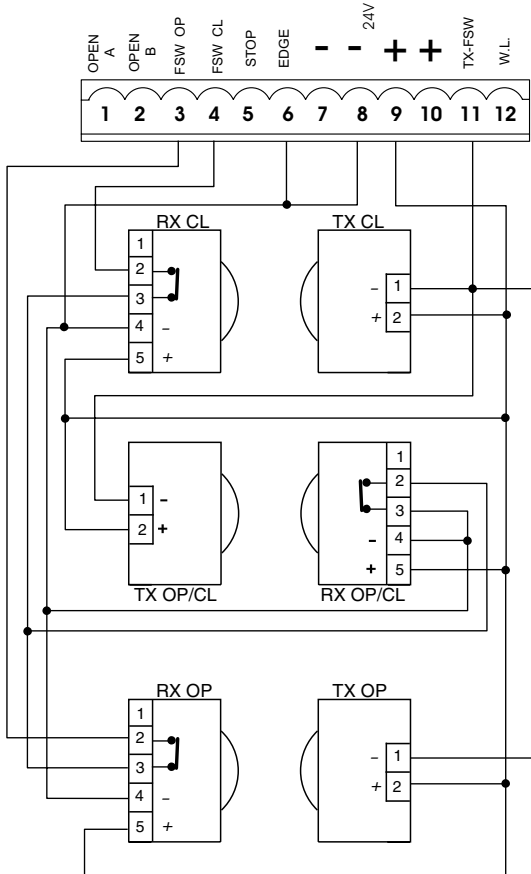 OPEN A
OPEN B
FSW OP
FSW CL
STOP
EDGE
- - 24V
+ +
TX-FSW
W.L.
1 2 3 4 5 6 7 8 9 10 11 12
RX CL
1
2
3
4 -
5 +
TX CL
- 1
+ 2
1 -
2 +
TX OP/CL
1
2
3
- 4
+ 5
RX OP/CL
RX OP
1
2
3
4 -
5 +
TX OP
- 1
+ 2